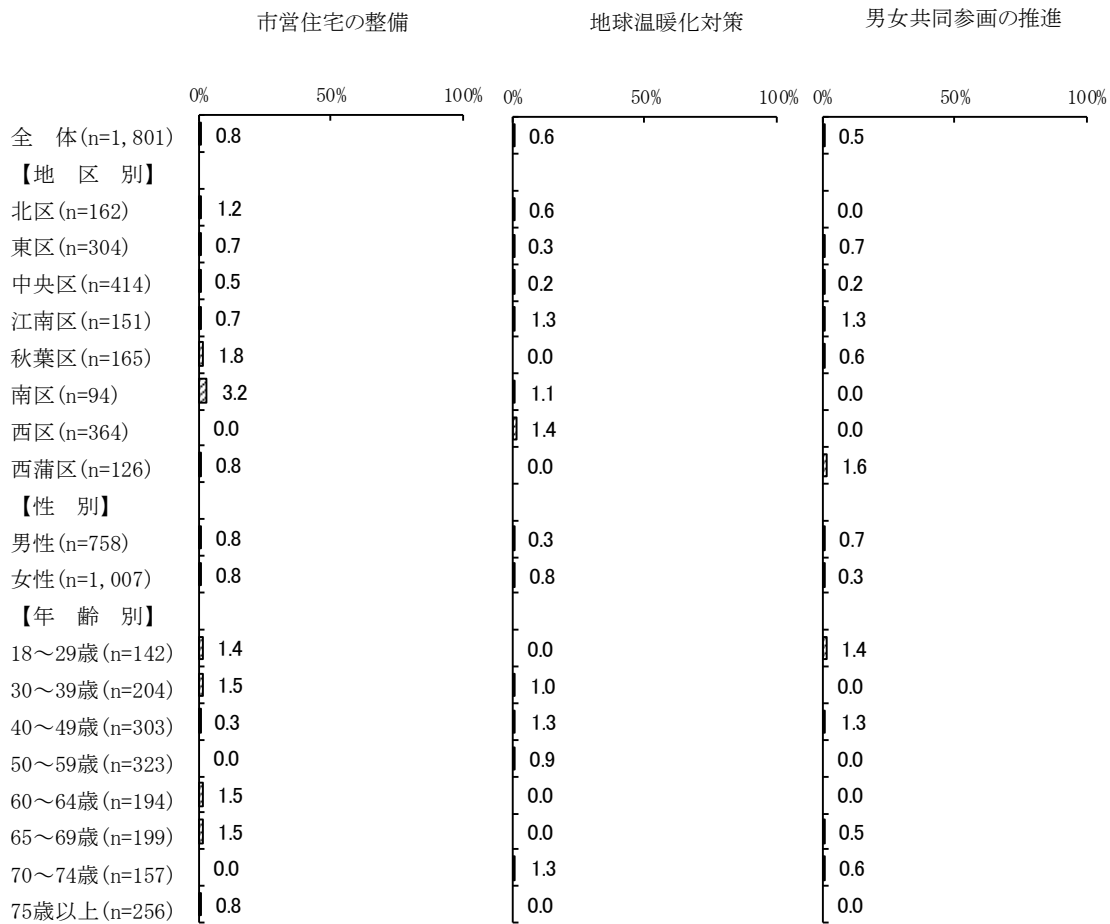 市営住宅の整備 地球温暖化対策 男女共同参画の推進
0% 50% 100% 0% 50% 100% 0% 50% 100%
全 体(n=1,801) 0.8 0.6 0.5
【地 区 別】
北区(n=162) 1.2 0.6 0.0
東区(n=304) 0.7 0.3 0.7
中央区(n=414) 0.5 0.2 0.2
江南区(n=151) 0.7 1.3 1.3
秋葉区(n=165) 1.8 0.0 0.6
南区(n=94) 3.2 1.1 0.0
西区(n=364) 0.0 1.4 0.0
西蒲区(n=126) 0.8 0.0 1.6
【性 別】
男性(n=758) 0.8 0.3 0.7
女性(n=1,007) 0.8 0.8 0.3
【年 齢 別】
18～29歳(n=142) 1.4 0.0 1.4
30～39歳(n=204) 1.5 1.0 0.0
40～49歳(n=303) 0.3 1.3 1.3
50～59歳(n=323) 0.0 0.9 0.0
60～64歳(n=194) 1.5 0.0 0.0
65～69歳(n=199) 1.5 0.0 0.5
70～74歳(n=157) 0.0 1.3 0.6
75歳以上(n=256) 0.8 0.0 0.0